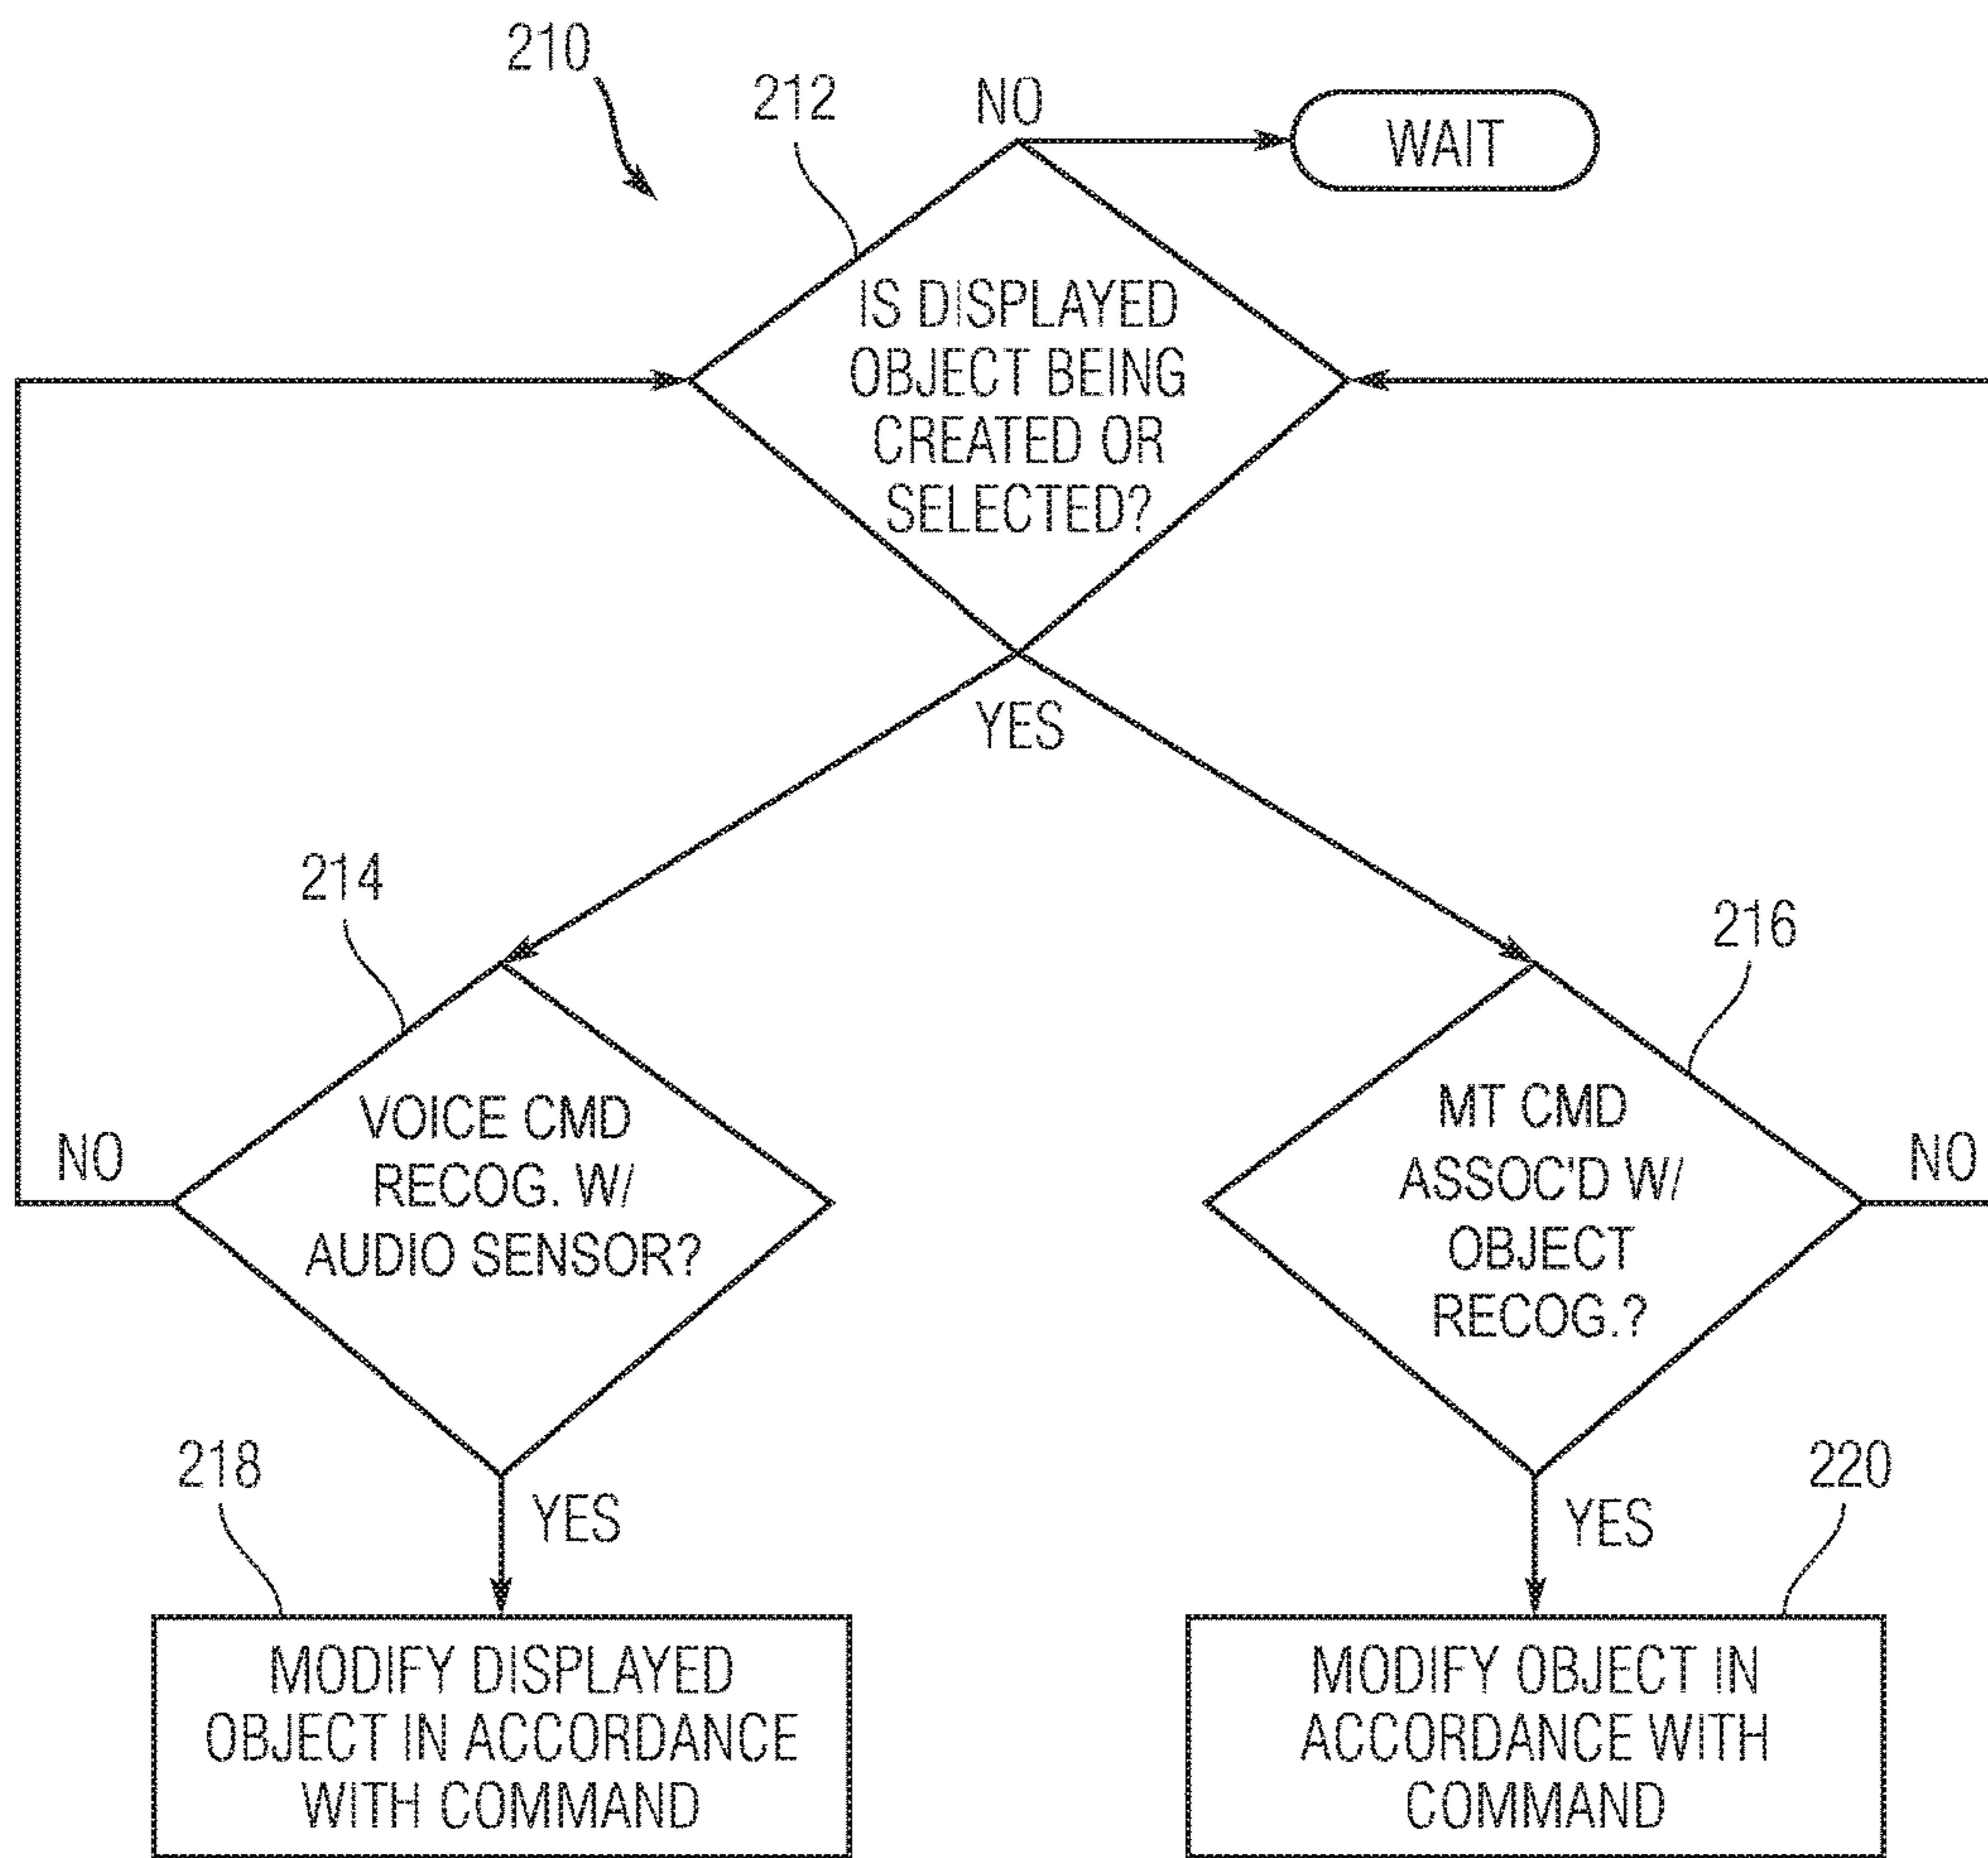 210
212
NO
WAIT
IS DISPLAYED
OBJECT BEING
CREATED OR
SELECTED?
YES
214
216
VOICE CMD
RECOG. W/
AUDIO SENSOR?
NO
MT CMD
ASSOC'D W/
OBJECT
RECOG.?
NO
218
YES
220
YES
MODIFY DISPLAYED
OBJECT IN ACCORDANCE
WITH COMMAND
MODIFY OBJECT IN
ACCORDANCE WITH
COMMAND